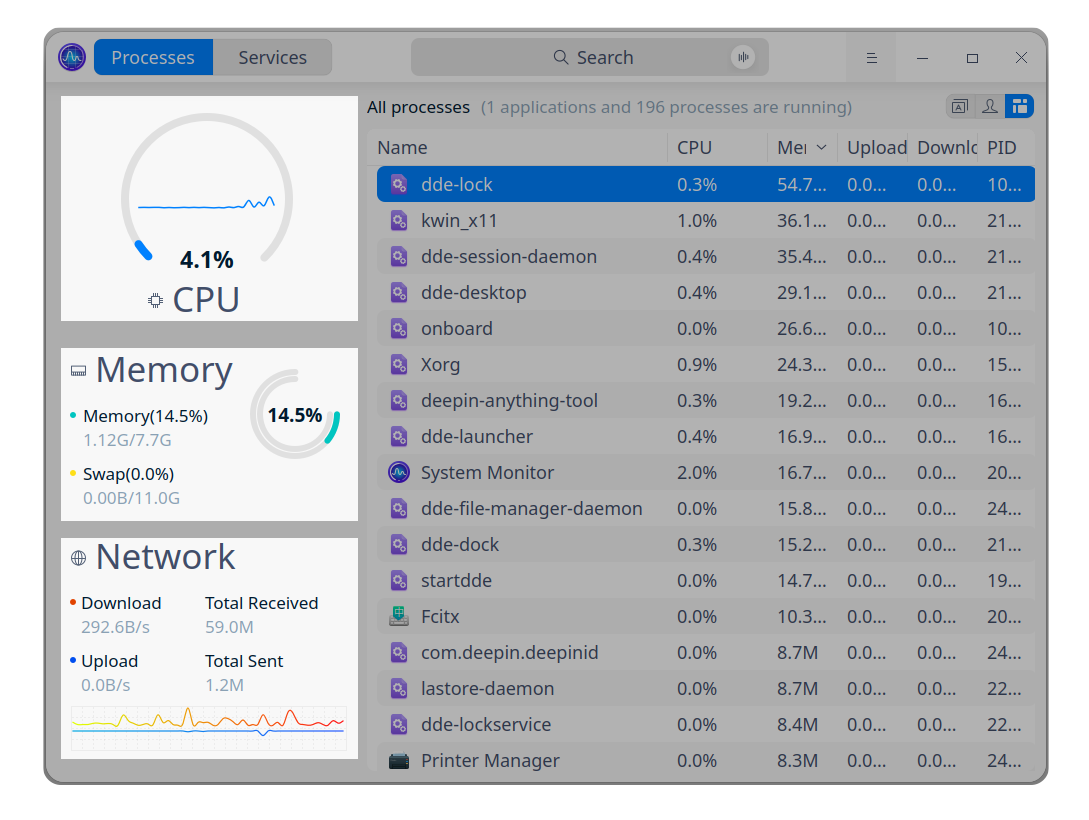 Processes Services Search
4.1%
CPU
Memory
Memory(14.5%)
1.12G/7.7G
14.5%
Swap(0.0%)
0.00B/11.0G
Network
Download Total Received
292.6B/s 59.0M
Upload Total Sent
0.0B/s 1.2M
All processes (1 applications and 196 processes are running)
Name CPU Mer Upload Downlo PID
dde-lock 0.3% 54.7... 0.0... 0.0... 10...
kwin_x11 1.0% 36.1... 0.0... 0.0... 21...
dde-session-daemon 0.4% 35.4... 0.0... 0.0... 21...
dde-desktop 0.4% 29.1... 0.0... 0.0... 21...
onboard 0.0% 26.6... 0.0... 0.0... 10...
Xorg 0.9% 24.3... 0.0... 0.0... 15...
deepin-anything-tool 0.3% 19.2... 0.0... 0.0... 16...
dde-launcher 0.4% 16.9... 0.0... 0.0... 16...
System Monitor 2.0% 16.7... 0.0... 0.0... 20...
dde-file-manager-daemon 0.0% 15.8... 0.0... 0.0... 24...
dde-dock 0.3% 15.2... 0.0... 0.0... 21...
startdde 0.0% 14.7... 0.0... 0.0... 19...
Fcitx 0.0% 10.3... 0.0... 0.0... 20...
com.deepin.deepinid 0.0% 8.7M 0.0... 0.0... 24...
lastore-daemon 0.0% 8.7M 0.0... 0.0... 22...
dde-lockservice 0.0% 8.4M 0.0... 0.0... 22...
Printer Manager 0.0% 8.3M 0.0... 0.0... 24...